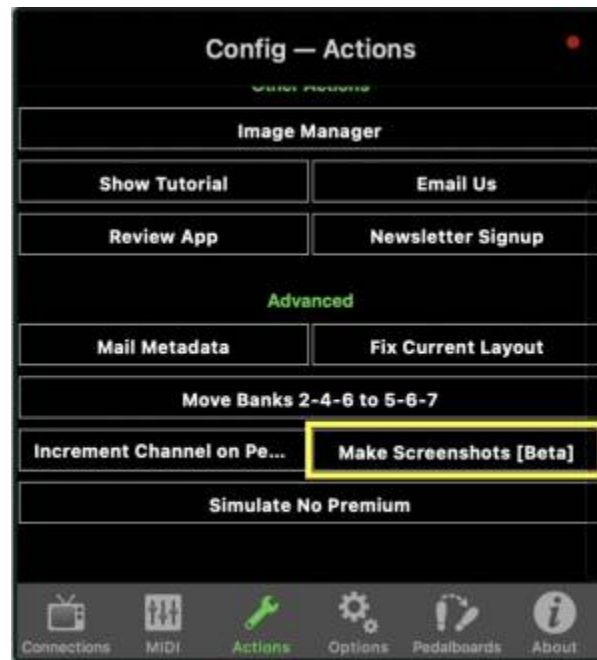 Config — Actions
Other Actions
Image Manager
Show Tutorial
Email Us
Review App
Newsletter Signup
Advanced
Mail Metadata
Fix Current Layout
Move Banks 2-4-6 to 5-6-7
Increment Channel on Pe...
Make Screenshots [Beta]
Simulate No Premium
Connections
MIDI
Actions
Options
Pedalboards
About